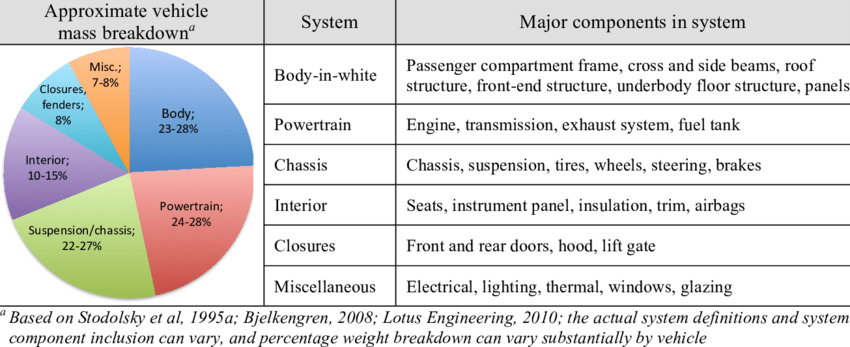 Approximate vehicle
mass breakdownᵃ
System
Major components in system
Misc.;
7-8%
Closures,
fenders;
8%
Body;
23-28%
Interior;
10-15%
Powertrain;
24-28%
Suspension/chassis;
22-27%
Body-in-white
Passenger compartment frame, cross and side beams, roof
structure, front-end structure, underbody floor structure, panels
Powertrain
Engine, transmission, exhaust system, fuel tank
Chassis
Chassis, suspension, tires, wheels, steering, brakes
Interior
Seats, instrument panel, insulation, trim, airbags
Closures
Front and rear doors, hood, lift gate
Miscellaneous
Electrical, lighting, thermal, windows, glazing
ᵃ Based on Stodolsky et al, 1995a; Bjelkengren, 2008; Lotus Engineering, 2010; the actual system definitions and system
component inclusion can vary, and percentage weight breakdown can vary substantially by vehicle